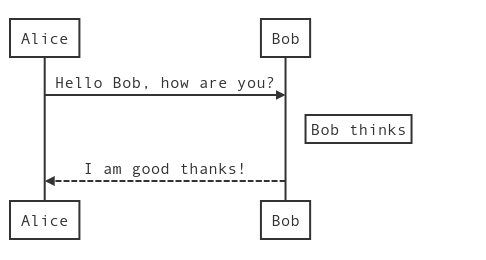 Alice Bob
Hello Bob, how are you?
Bob thinks
I am good thanks!
Alice Bob